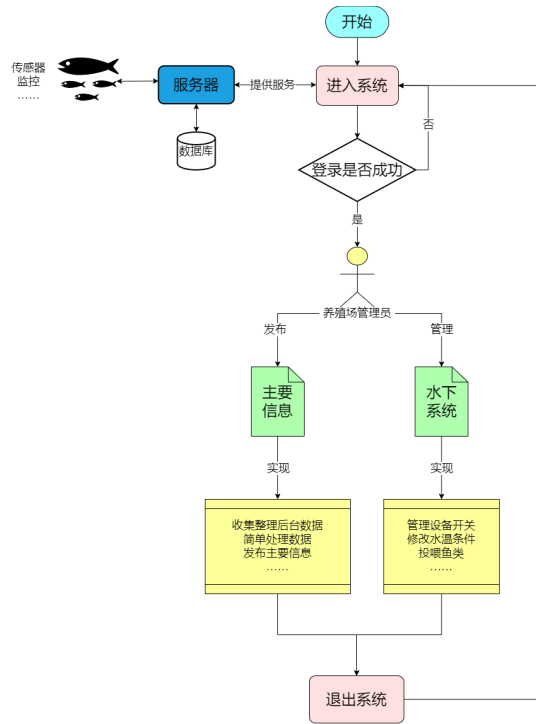 开始
传感器
监控
……
服务器
提供服务
进入系统
否
数据库
登录是否成功
是
养殖场管理员
发布
管理
主要
信息
水下
系统
实现
实现
收集整理后台数据
简单处理数据
发布主要信息
……
管理设备开关
修改水温条件
投喂鱼类
……
退出系统